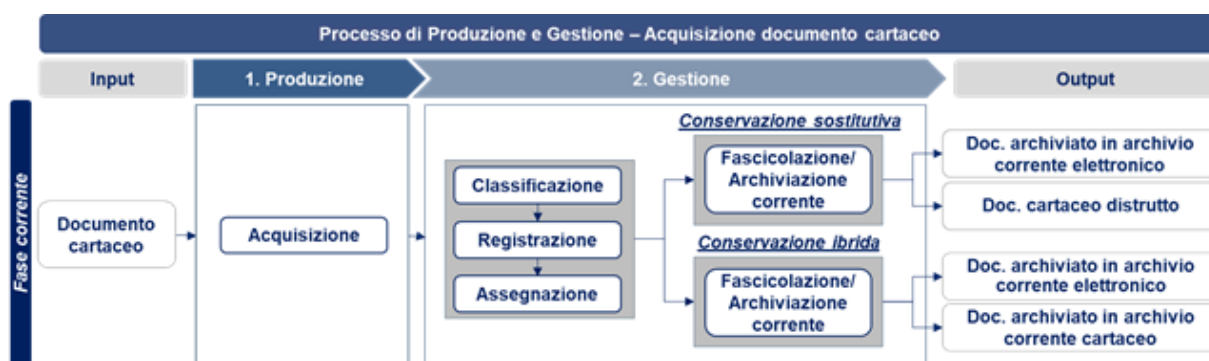 Processo di Produzione e Gestione – Acquisizione documento cartaceo
Input
1. Produzione
2. Gestione
Output
Fase corrente
Documento
cartaceo
Acquisizione
Classificazione
Registrazione
Assegnazione
Conservazione sostitutiva
Fascicolazione/
Archiviazione
corrente
Conservazione ibrida
Fascicolazione/
Archiviazione
corrente
Doc. archiviato in archivio
corrente elettronico
Doc. cartaceo distrutto
Doc. archiviato in archivio
corrente elettronico
Doc. archiviato in archivio
corrente cartaceo